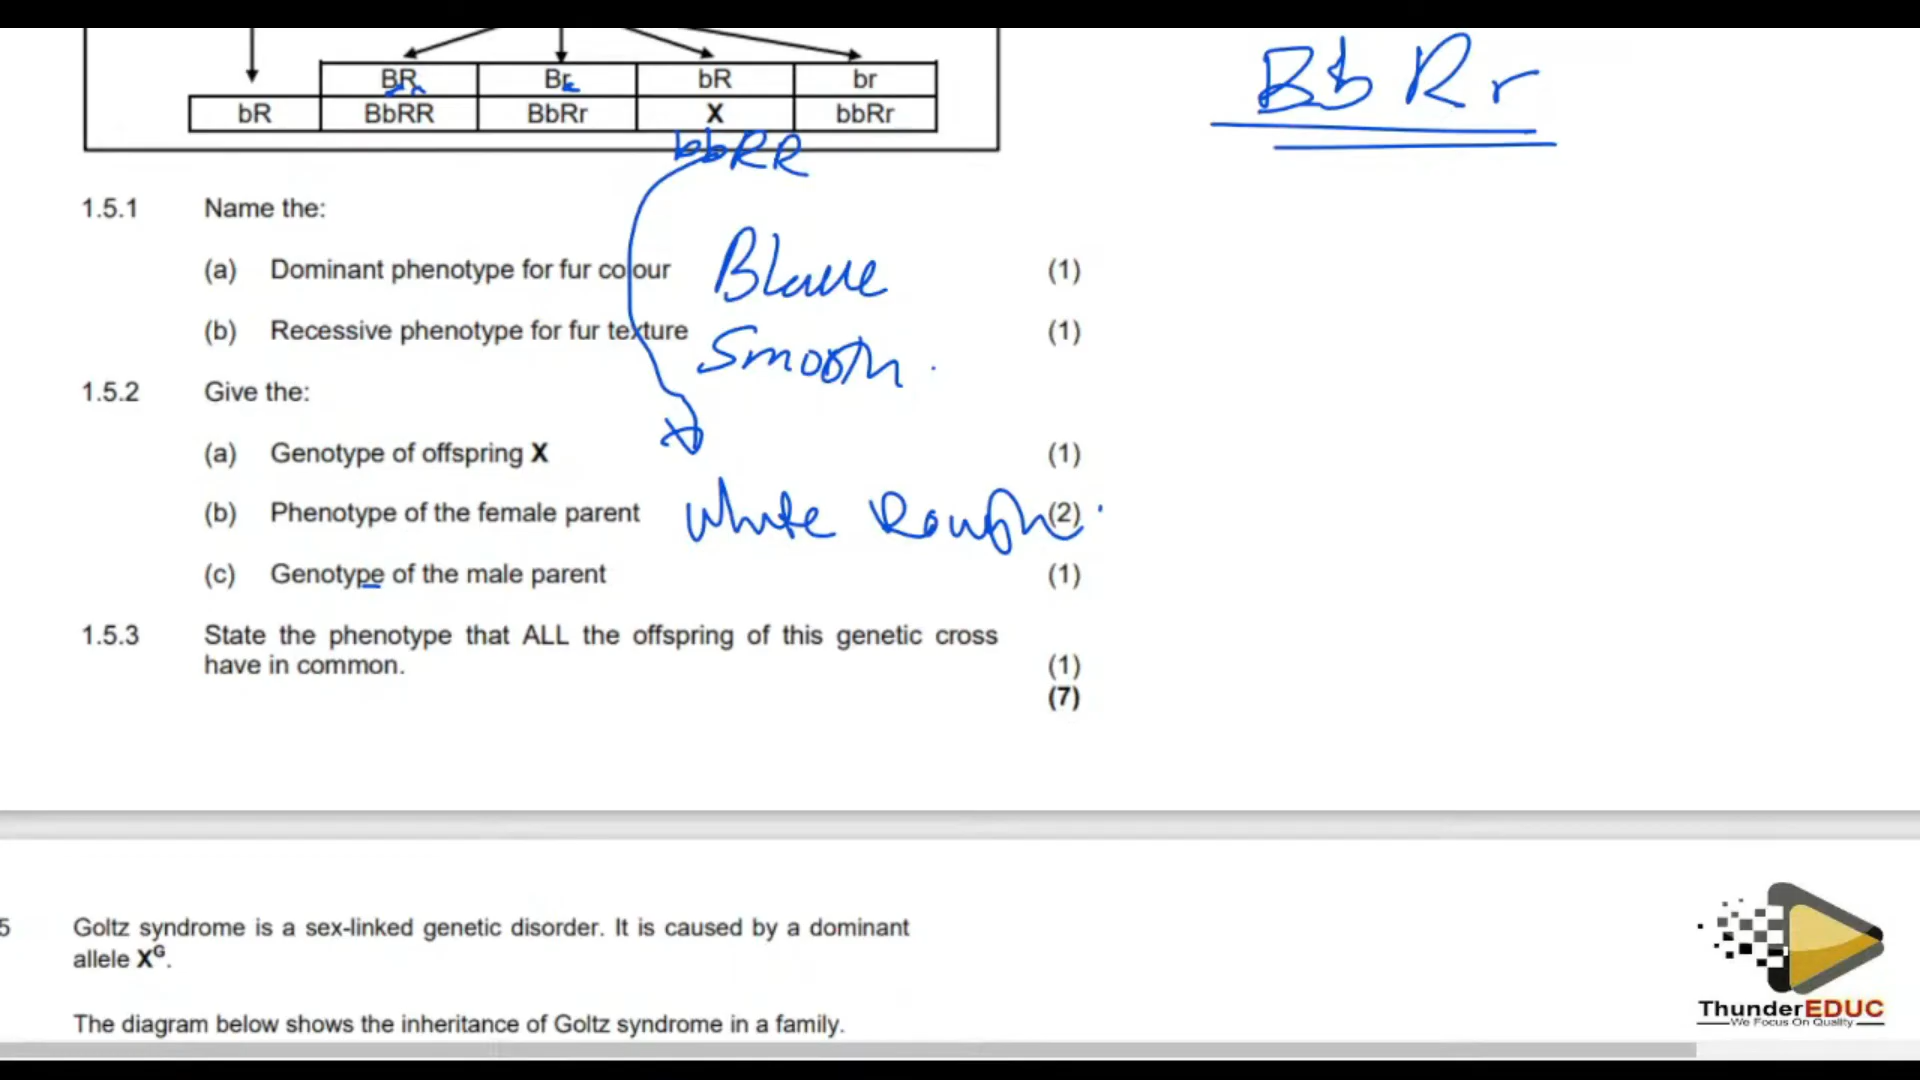 BR Br bR br
bR BbRR BbRr X bbRr
bbRR
Bb Rr
1.5.1 Name the:
(a) Dominant phenotype for fur colour (1)
(b) Recessive phenotype for fur texture Smooth. (1)
1.5.2 Give the:
(a) Genotype of offspring X (1)
(b) Phenotype of the female parent White Rough (2)
(c) Genotype of the male parent (1)
1.5.3 State the phenotype that ALL the offspring of this genetic cross
have in common. (1)
(7)
5 Goltz syndrome is a sex-linked genetic disorder. It is caused by a dominant
allele Xᴳ.
The diagram below shows the inheritance of Goltz syndrome in a family.
ThunderEDUC
We Focus On Quality